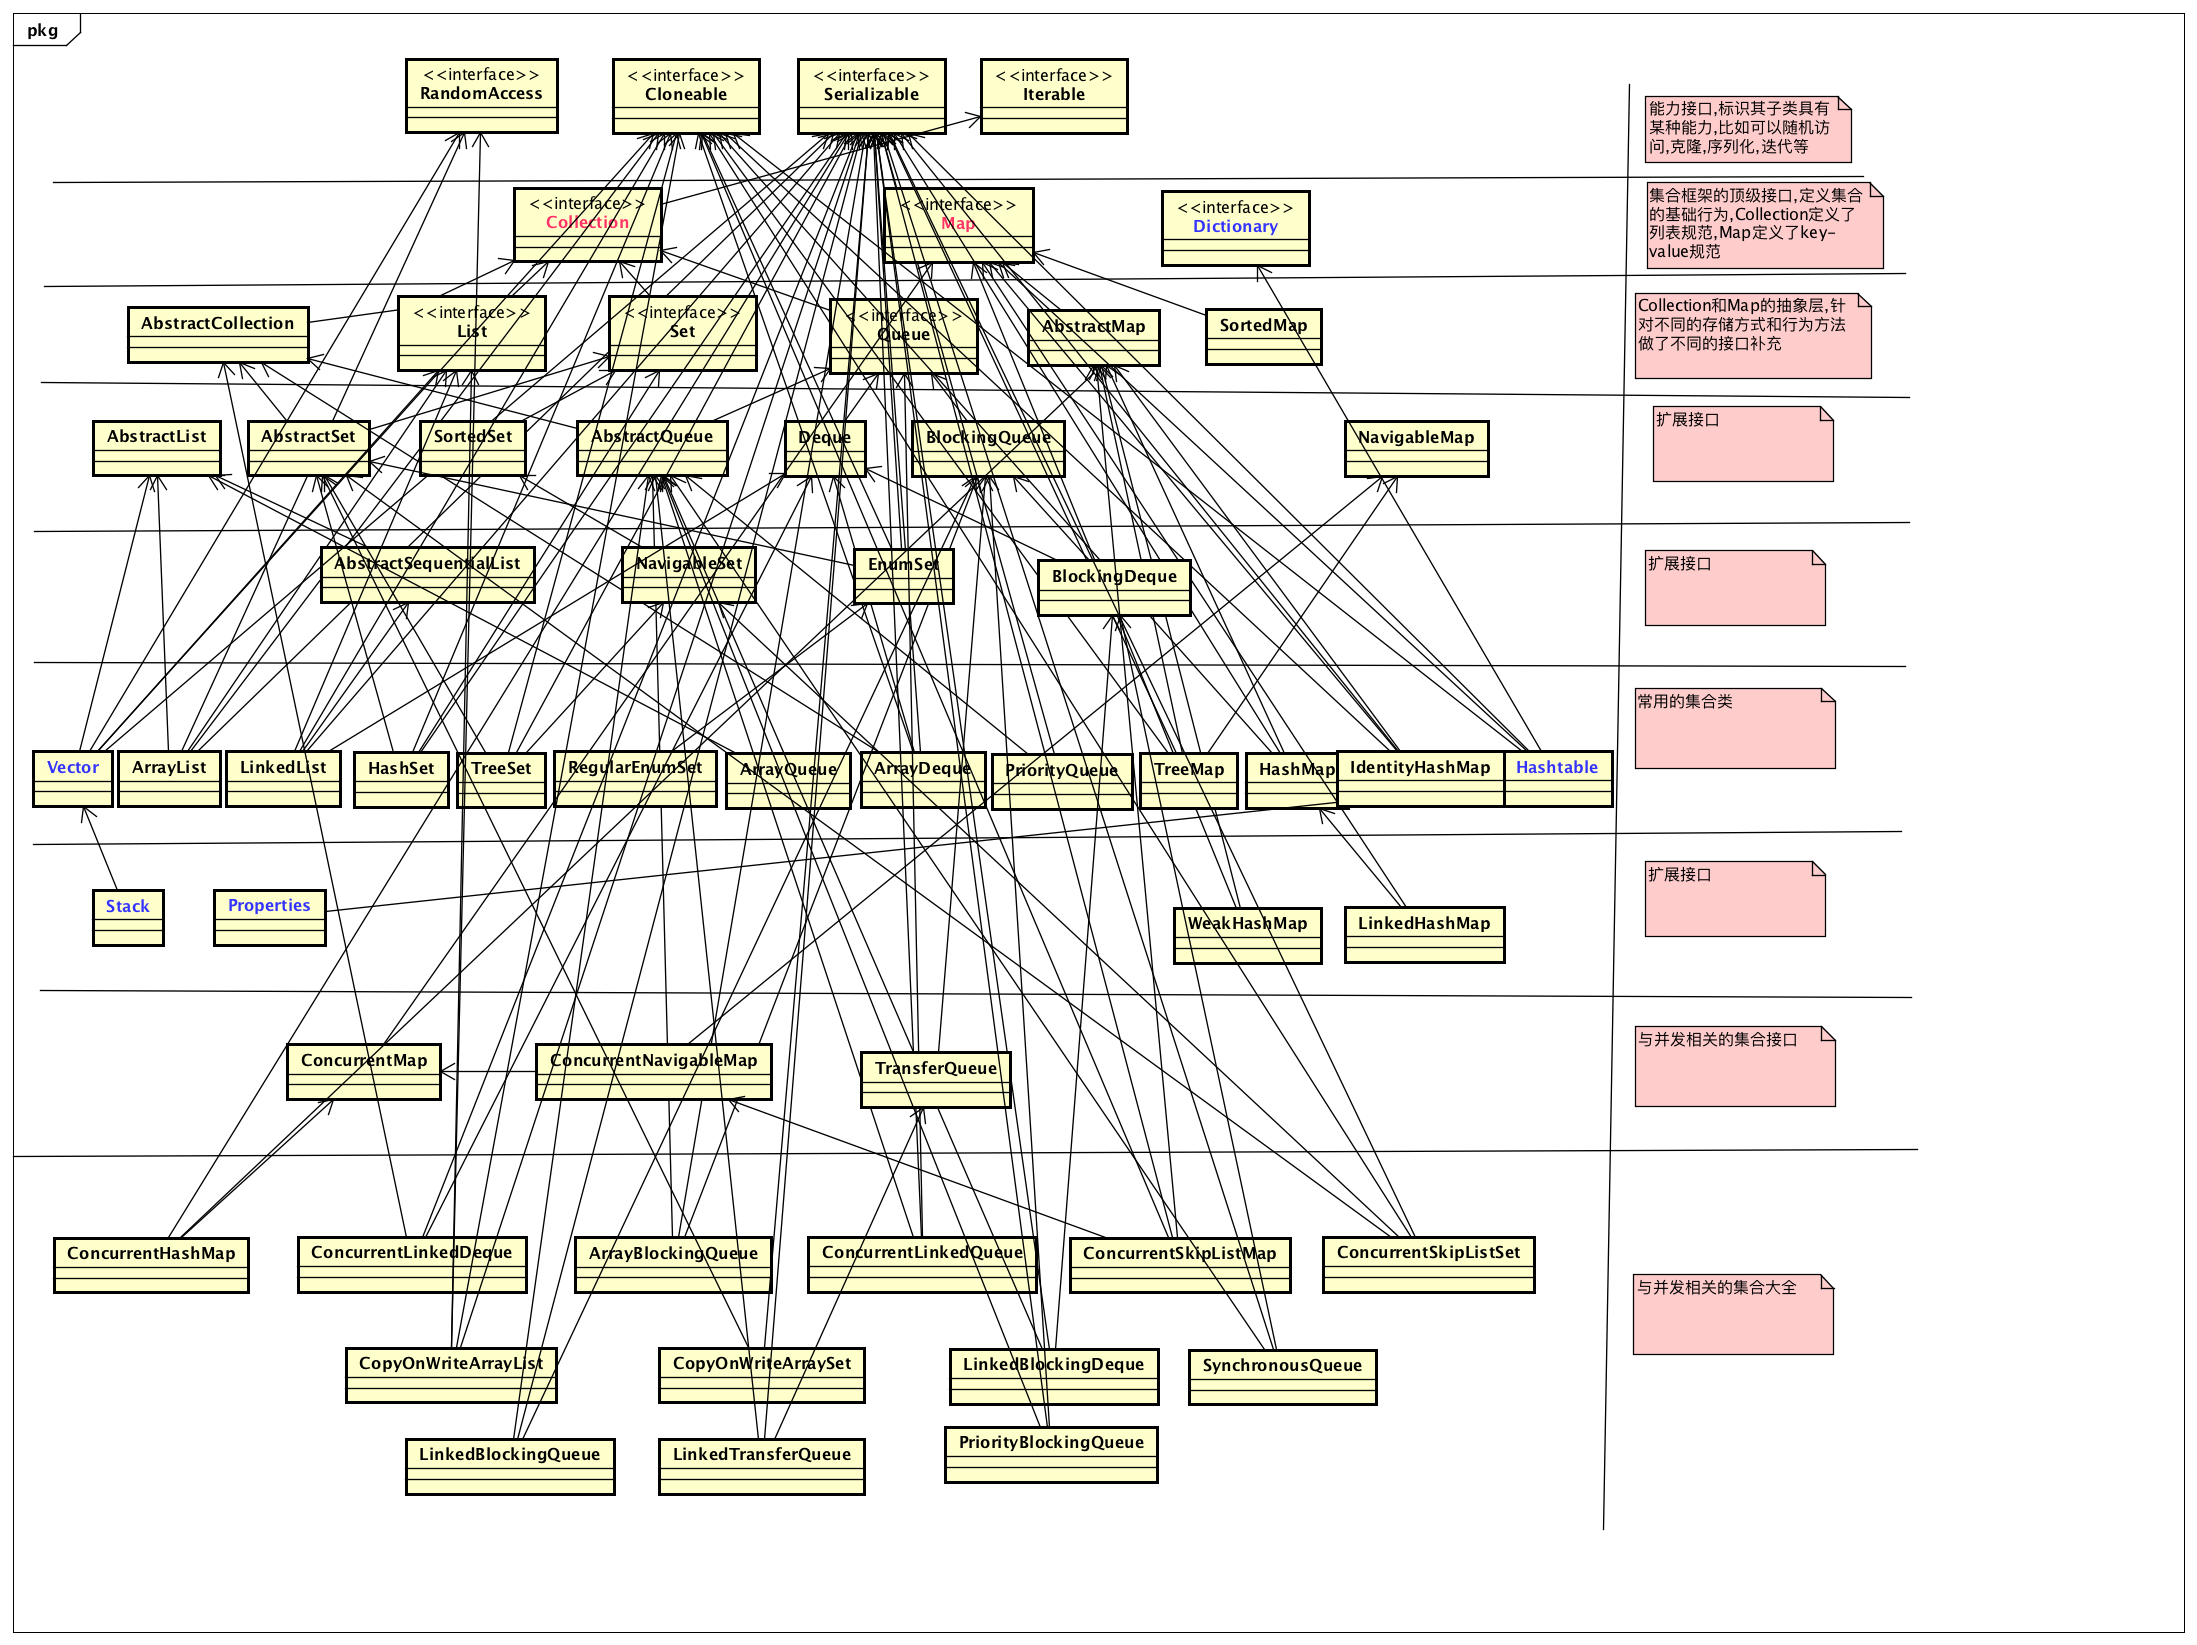 pkg
<<interface>>
RandomAccess
<<interface>>
Cloneable
<<interface>>
Serializable
<<interface>>
Iterable
能力接口,标识其子类具有
某种能力,比如可以随机访
问,克隆,序列化,迭代等
<<interface>>
Collection
<<interface>>
Map
<<interface>>
Dictionary
集合框架的顶级接口,定义集合
的基础行为,Collection定义了
列表规范,Map定义了key-
value规范
AbstractCollection
<<interface>>
List
<<interface>>
Set
<<interface>>
Queue
AbstractMap
SortedMap
Collection和Map的抽象层,针
对不同的存储方式和行为方法
做了不同的接口补充
AbstractList
AbstractSet
SortedSet
AbstractQueue
Deque
BlockingQueue
NavigableMap
扩展接口
AbstractSequentialList
NavigableSet
EnumSet
BlockingDeque
扩展接口
Vector
ArrayList
LinkedList
HashSet
TreeSet
RegularEnumSet
ArrayQueue
ArrayDeque
PriorityQueue
TreeMap
HashMap
IdentityHashMap
Hashtable
常用的集合类
Stack
Properties
WeakHashMap
LinkedHashMap
扩展接口
ConcurrentMap
ConcurrentNavigableMap
TransferQueue
与并发相关的集合接口
ConcurrentHashMap
ConcurrentLinkedDeque
ArrayBlockingQueue
ConcurrentLinkedQueue
ConcurrentSkipListMap
ConcurrentSkipListSet
与并发相关的集合大全
CopyOnWriteArrayList
CopyOnWriteArraySet
LinkedBlockingDeque
SynchronousQueue
LinkedBlockingQueue
LinkedTransferQueue
PriorityBlockingQueue